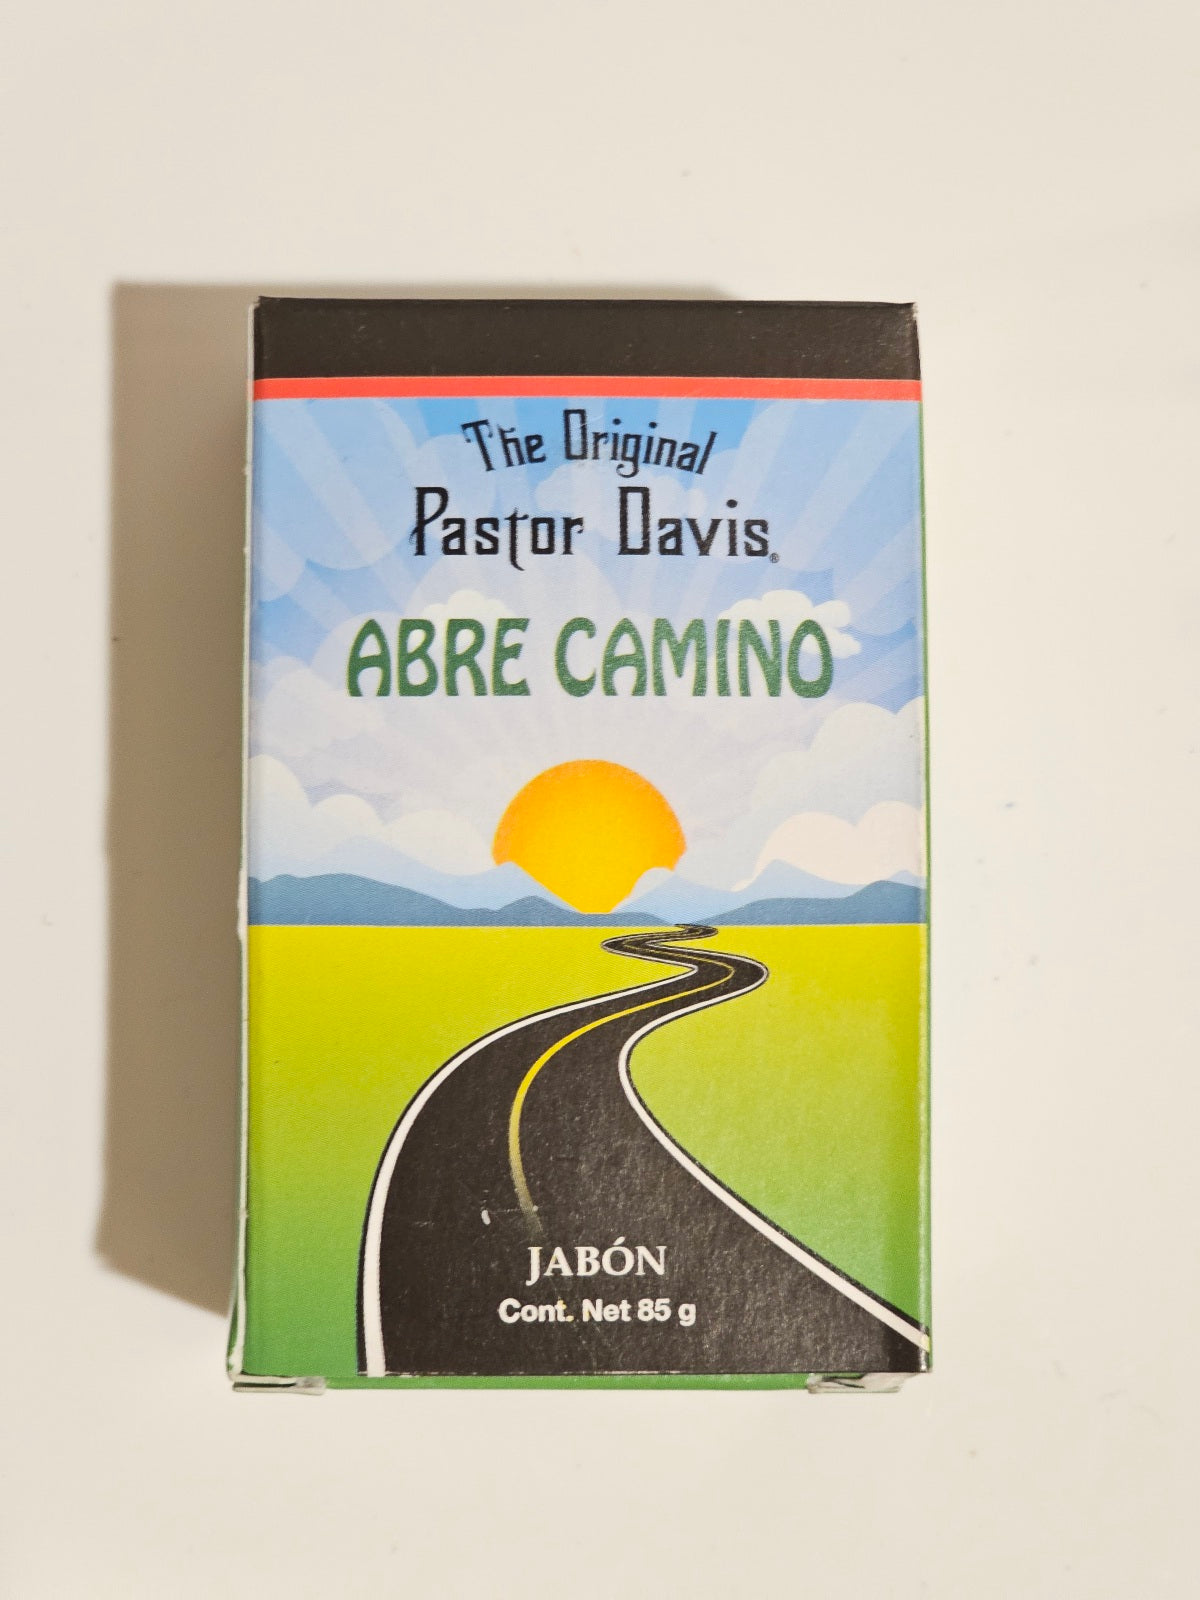 The Original
Pastor Davis®
ABRE CAMINO
JABÓN
Cont. Net 85 g